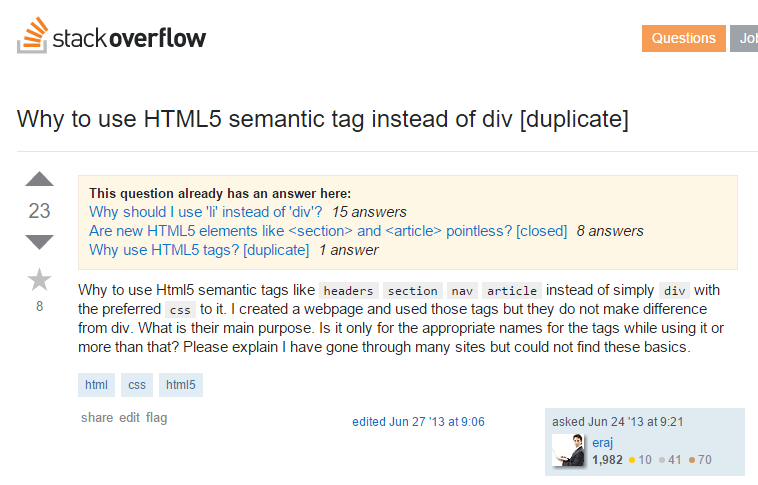 stackoverflow
Questions
Jo
Why to use HTML5 semantic tag instead of div [duplicate]
23
8
This question already has an answer here:
Why should I use 'li' instead of 'div'? 15 answers
Are new HTML5 elements like <section> and <article> pointless? [closed] 8 answers
Why use HTML5 tags? [duplicate] 1 answer
Why to use Html5 semantic tags like headers section nav article instead of simply div with
the preferred css to it. I created a webpage and used those tags but they do not make difference
from div. What is their main purpose. Is it only for the appropriate names for the tags while using it or
more than that? Please explain I have gone through many sites but could not find these basics.
html css html5
share edit flag
edited Jun 27 '13 at 9:06
asked Jun 24 '13 at 9:21
eraj
1,982 ●10 ●41 ●70